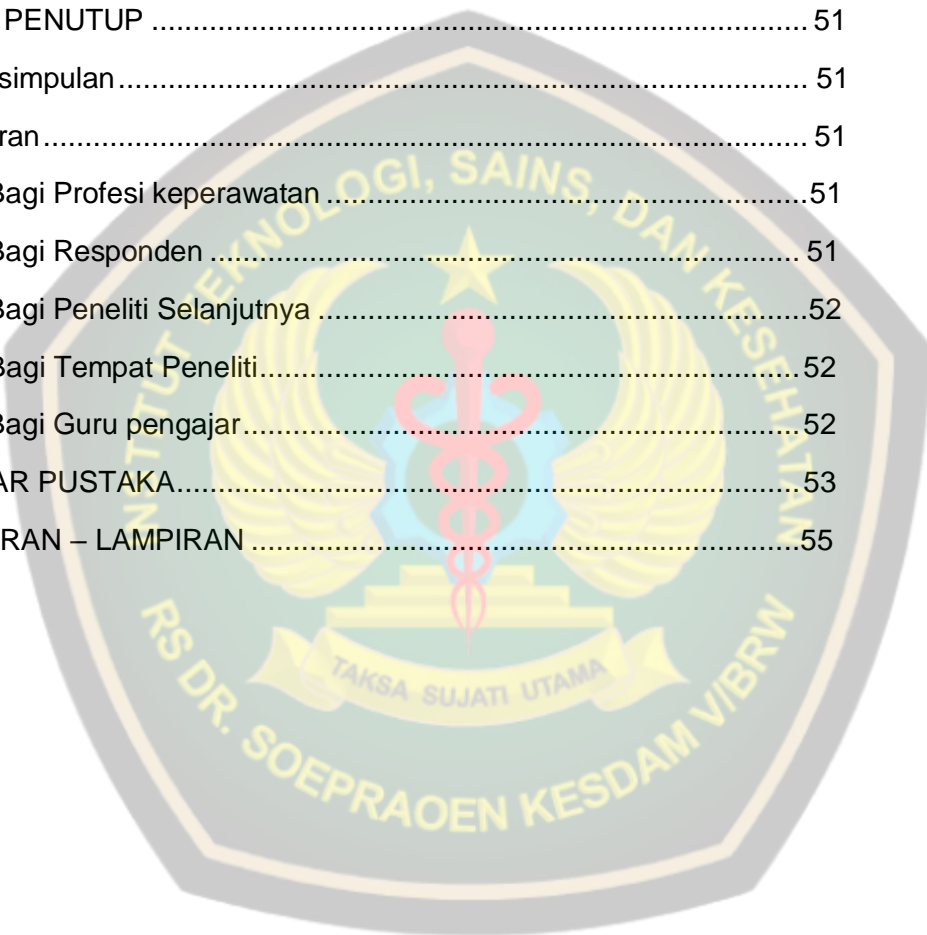 PENUTUP ........ 51
simpulan ........ 51
ran ........ 51
Bagi Profesi keperawatan ........ 51
Bagi Responden ........ 51
Bagi Peneliti Selanjutnya ........ 52
Bagi Tempat Peneliti ........ 52
Bagi Guru pengajar ........ 52
AR PUSTAKA ........ 53
RAN – LAMPIRAN ........ 55
INSTITUT TEKNOLOGI, SAINS, DAN KESEHATAN
TAKSA SUJATI UTAMA
RS DR. SOEPRAOEN KESDAM V/BRW